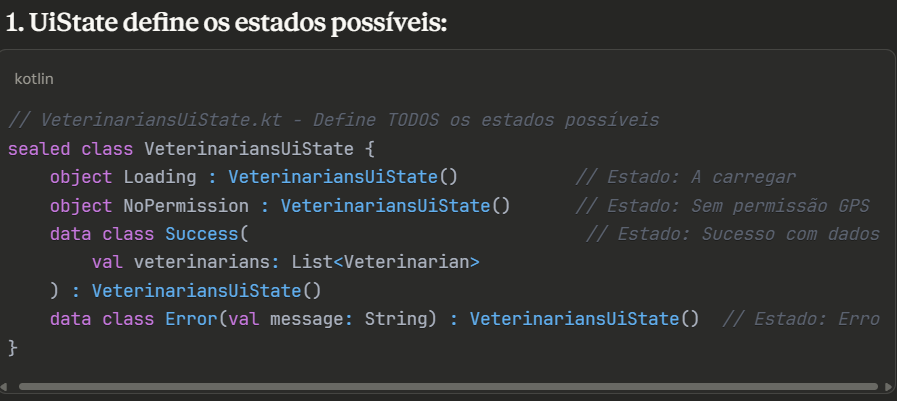 1. UiState define os estados possíveis:
kotlin
// VeterinariansUiState.kt - Define TODOS os estados possíveis
sealed class VeterinariansUiState {
    object Loading : VeterinariansUiState()           // Estado: A carregar
    object NoPermission : VeterinariansUiState()      // Estado: Sem permissão GPS
    data class Success(                                // Estado: Sucesso com dados
        val veterinarians: List<Veterinarian>
    ) : VeterinariansUiState()
    data class Error(val message: String) : VeterinariansUiState()  // Estado: Erro
}